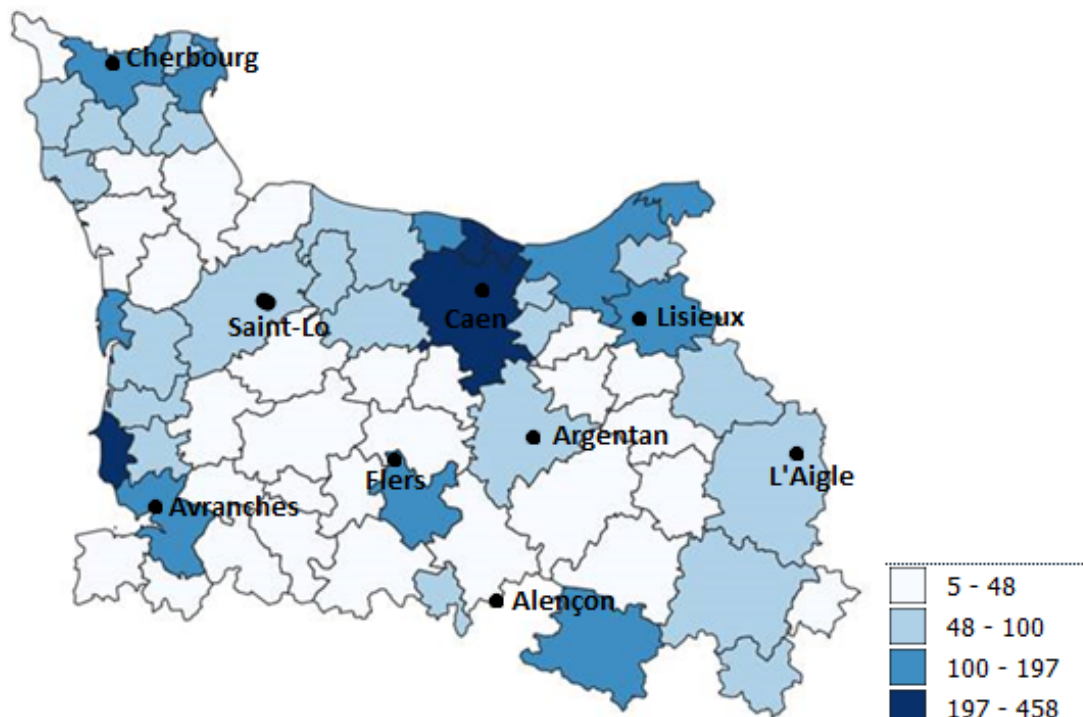 Cherbourg
Saint-Lo
Caen
Lisieux
Argentan
Flers
L'Aigle
Avranches
Alençon
5 - 48
48 - 100
100 - 197
197 - 458